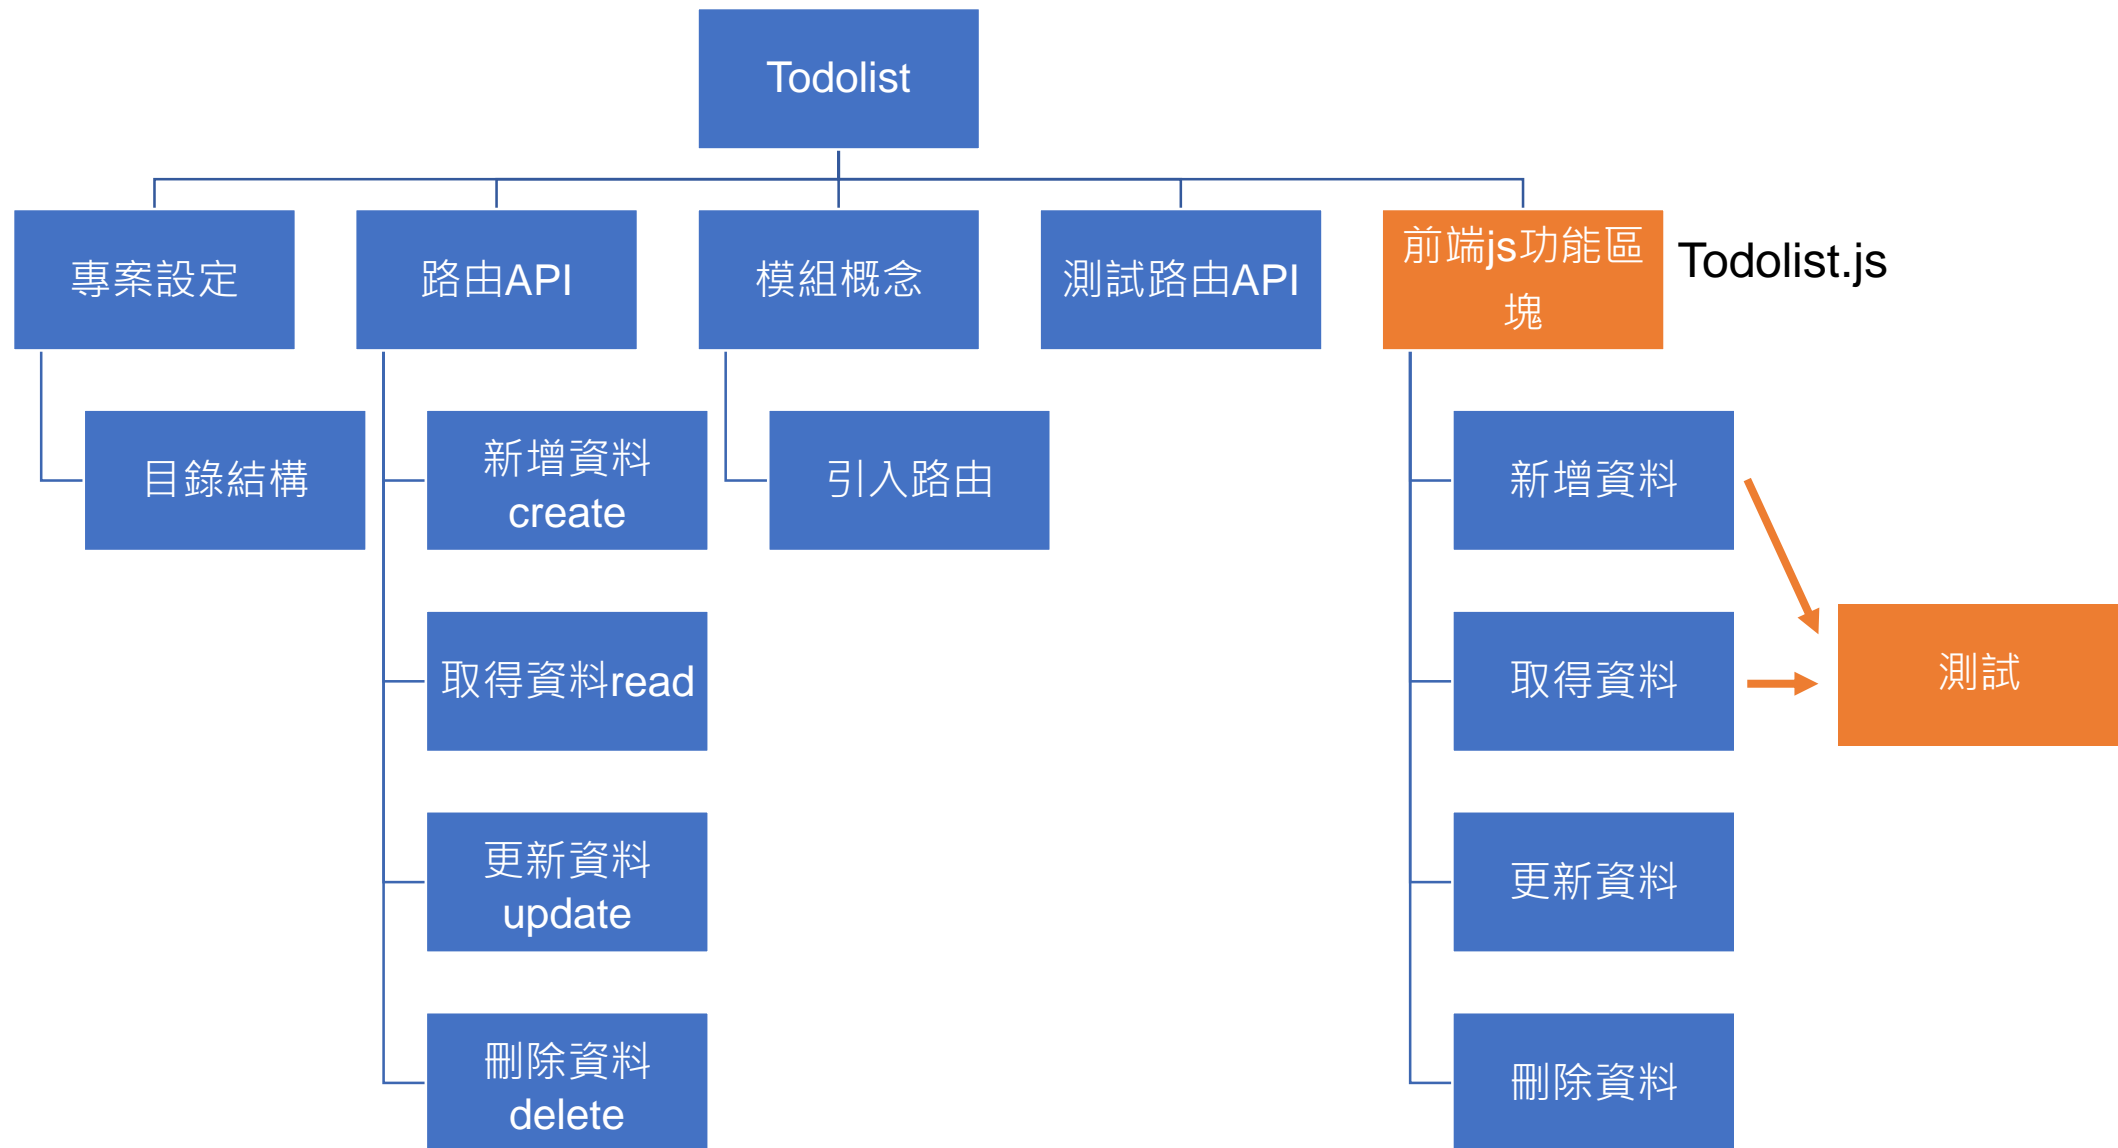 Todolist
專案設定
路由API
模組概念
測試路由API
前端js功能區
塊
Todolist.js
目錄結構
新增資料
create
引入路由
新增資料
取得資料read
取得資料
測試
更新資料
update
更新資料
刪除資料
delete
刪除資料